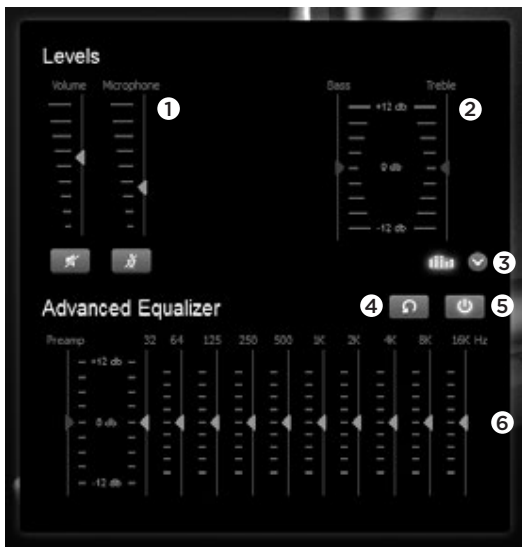 Levels
Volume Microphone Bass Treble
1 2
+12 db
0 db
-12 db
3
Advanced Equalizer 4 5
Preamp 32 64 125 250 500 1K 2K 4K 8K 16K Hz
+12 db
0 db 6
-12 db